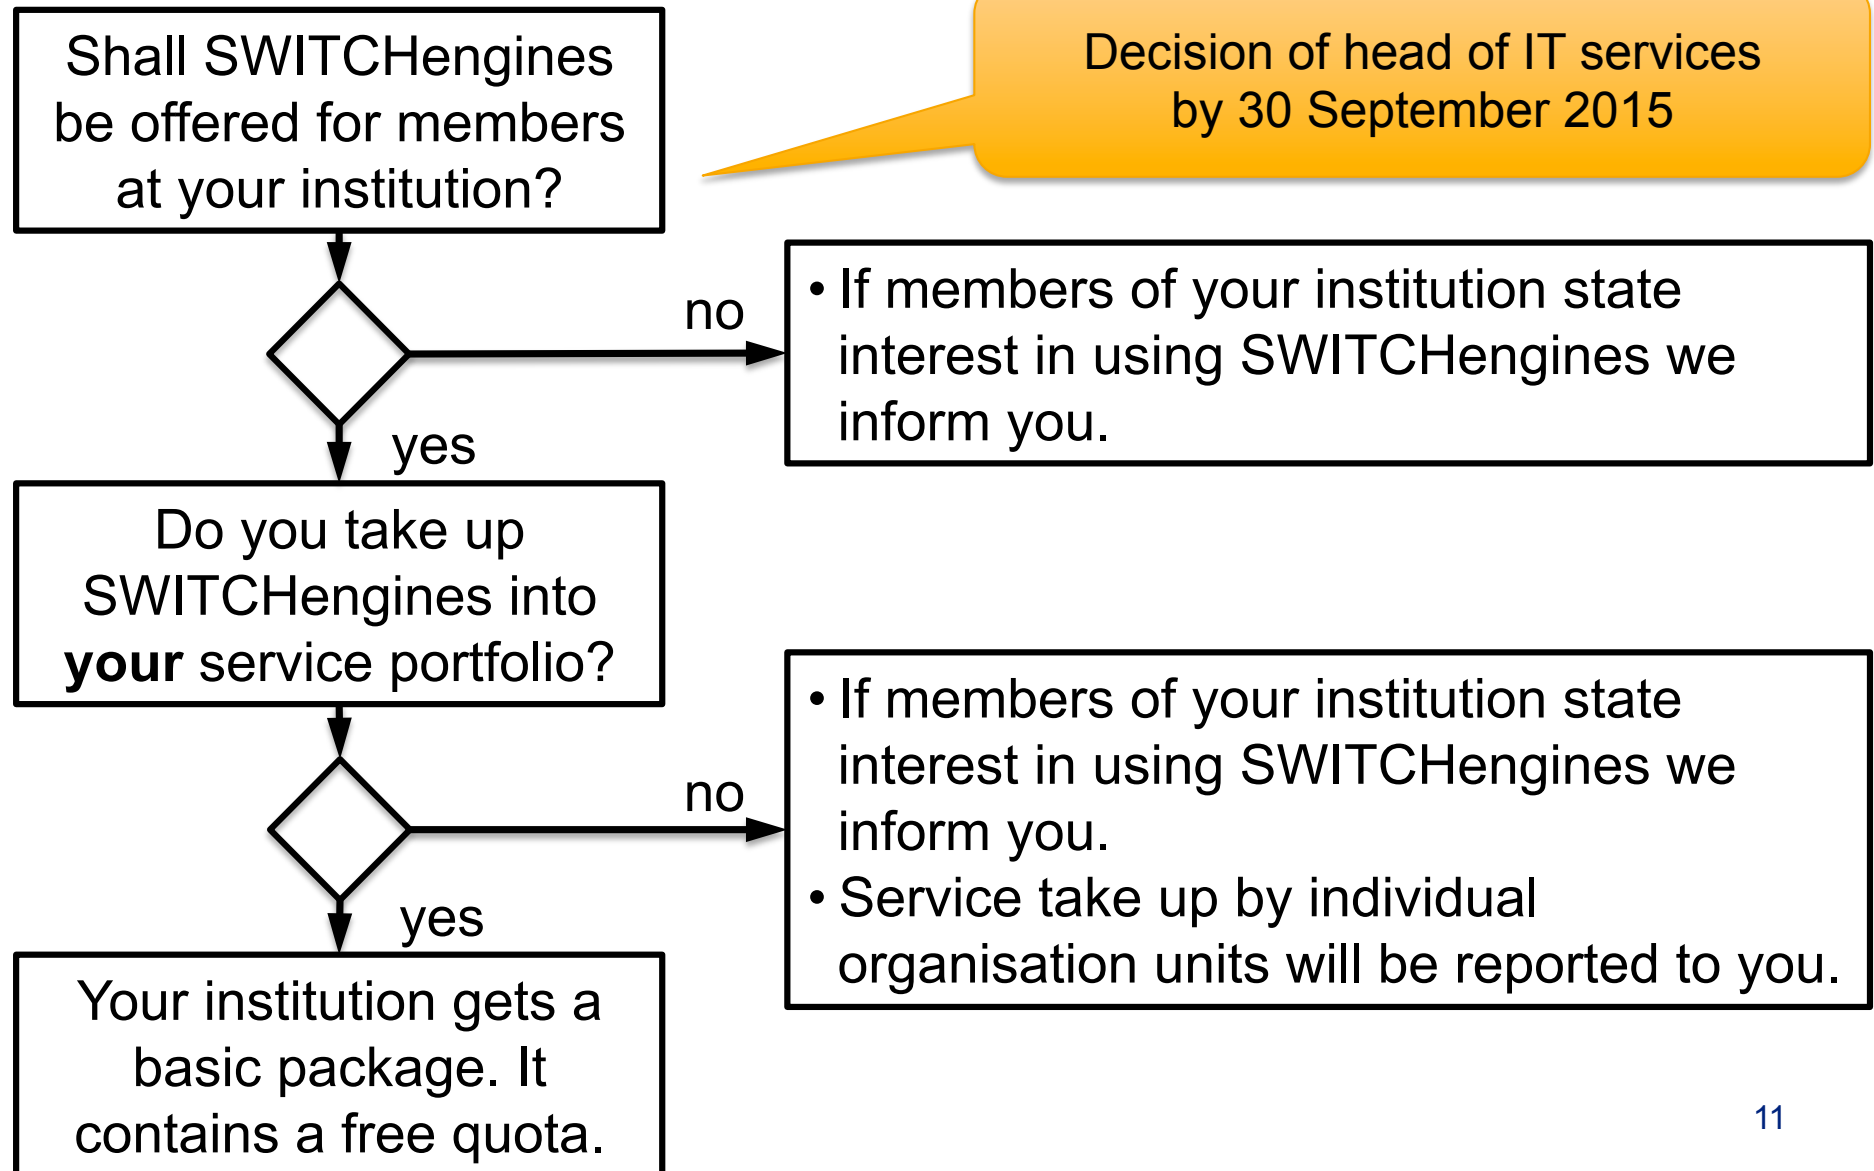 Shall SWITCHengines
be offered for members
at your institution?
Decision of head of IT services
by 30 September 2015
no
• If members of your institution state
interest in using SWITCHengines we
inform you.
yes
Do you take up
SWITCHengines into
your service portfolio?
no
• If members of your institution state
interest in using SWITCHengines we
inform you.
• Service take up by individual
organisation units will be reported to you.
yes
Your institution gets a
basic package. It
contains a free quota.
11